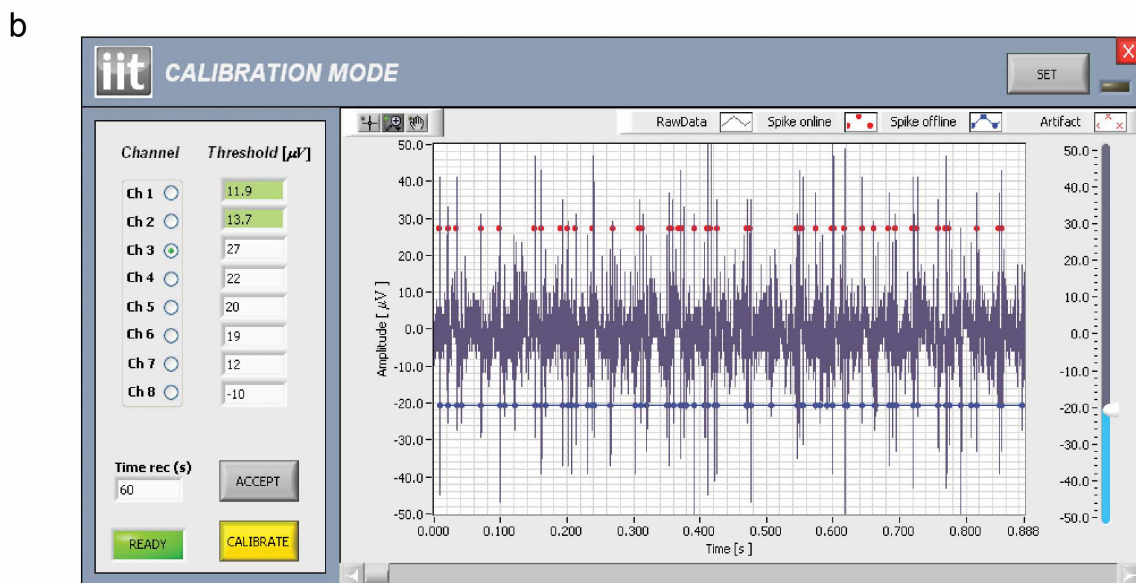 b
iit CALIBRATION MODE
SET
X
Channel Threshold [µV]
Ch 1 11.9
Ch 2 13.7
Ch 3 27
Ch 4 22
Ch 5 20
Ch 6 19
Ch 7 12
Ch 8 -10
Time rec (s)
60
ACCEPT
READY
CALIBRATE
RawData Spike online Spike offline Artifact
50.0
40.0
30.0
20.0
10.0
0.0
-10.0
-20.0
-30.0
-40.0
-50.0
Amplitude [µV]
0.000 0.100 0.200 0.300 0.400 0.500 0.600 0.700 0.800 0.888
Time [s]
50.0
40.0
30.0
20.0
10.0
0.0
-10.0
-20.0
-30.0
-40.0
-50.0